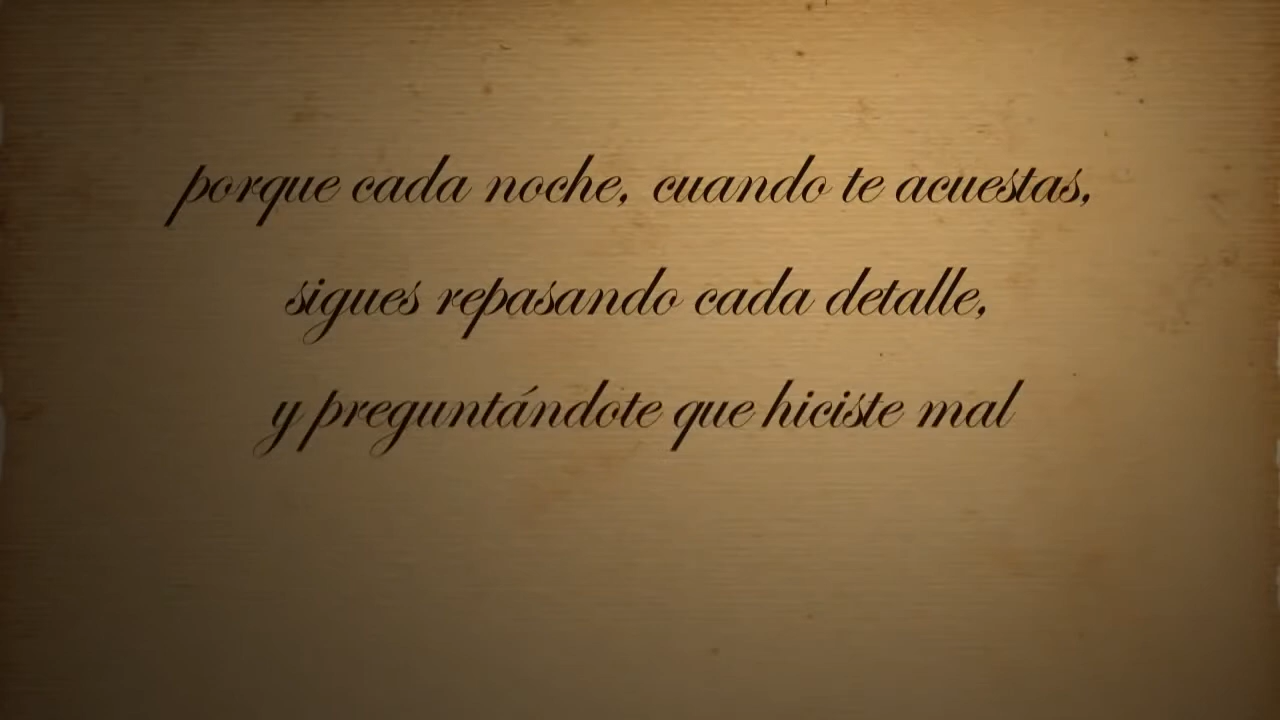 porque cada noche, cuando te acuestas,
sigues repasando cada detalle,
y preguntándote que hiciste mal